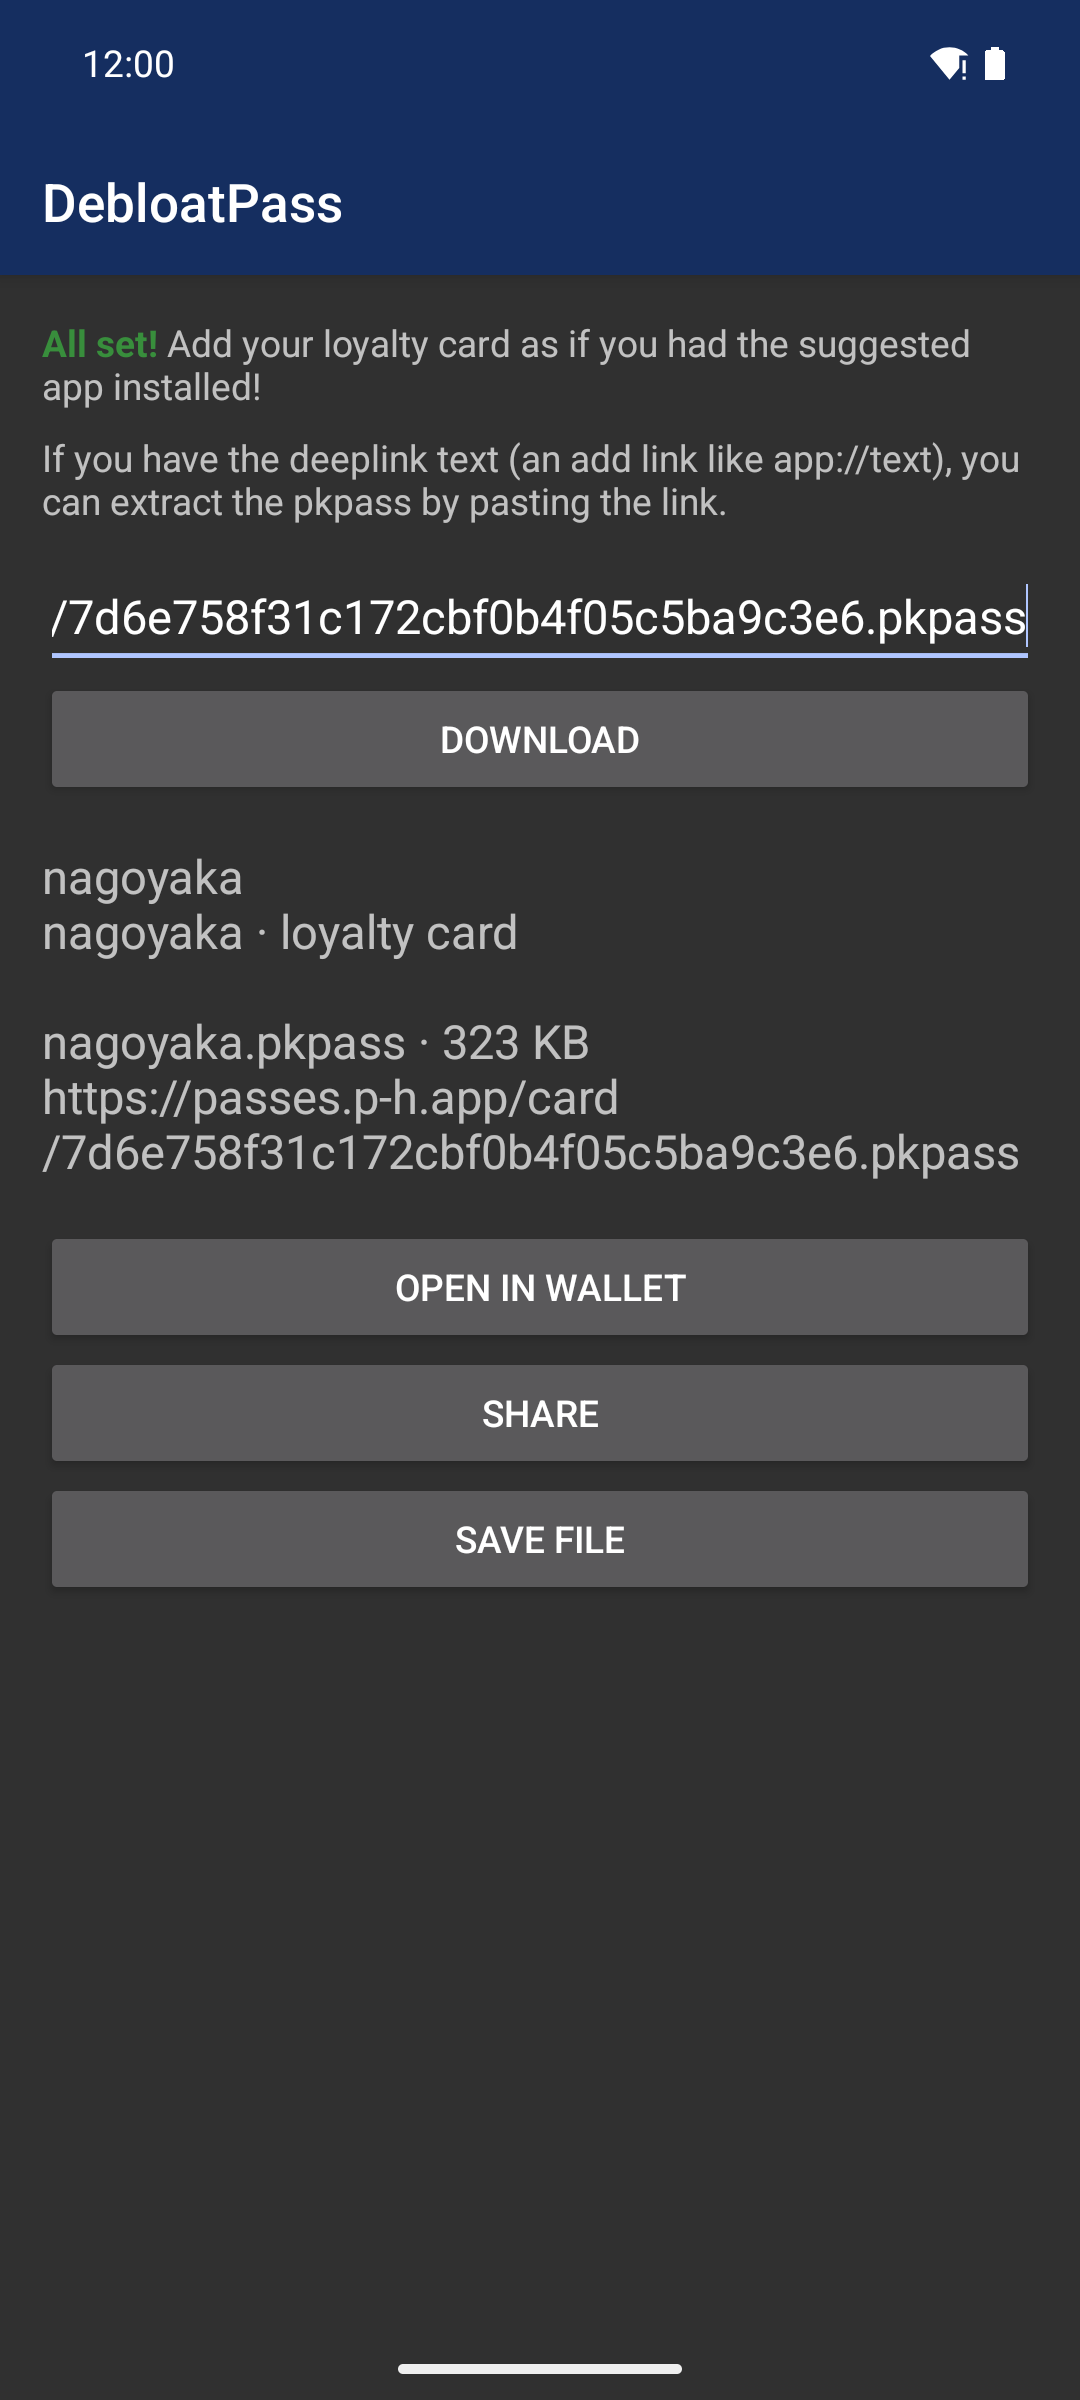 12:00
DebloatPass
All set! Add your loyalty card as if you had the suggested
app installed!
If you have the deeplink text (an add link like app://text), you
can extract the pkpass by pasting the link.
/7d6e758f31c172cbf0b4f05c5ba9c3e6.pkpass
DOWNLOAD
nagoyaka
nagoyaka · loyalty card
nagoyaka.pkpass · 323 KB
https://passes.p-h.app/card
/7d6e758f31c172cbf0b4f05c5ba9c3e6.pkpass
OPEN IN WALLET
SHARE
SAVE FILE